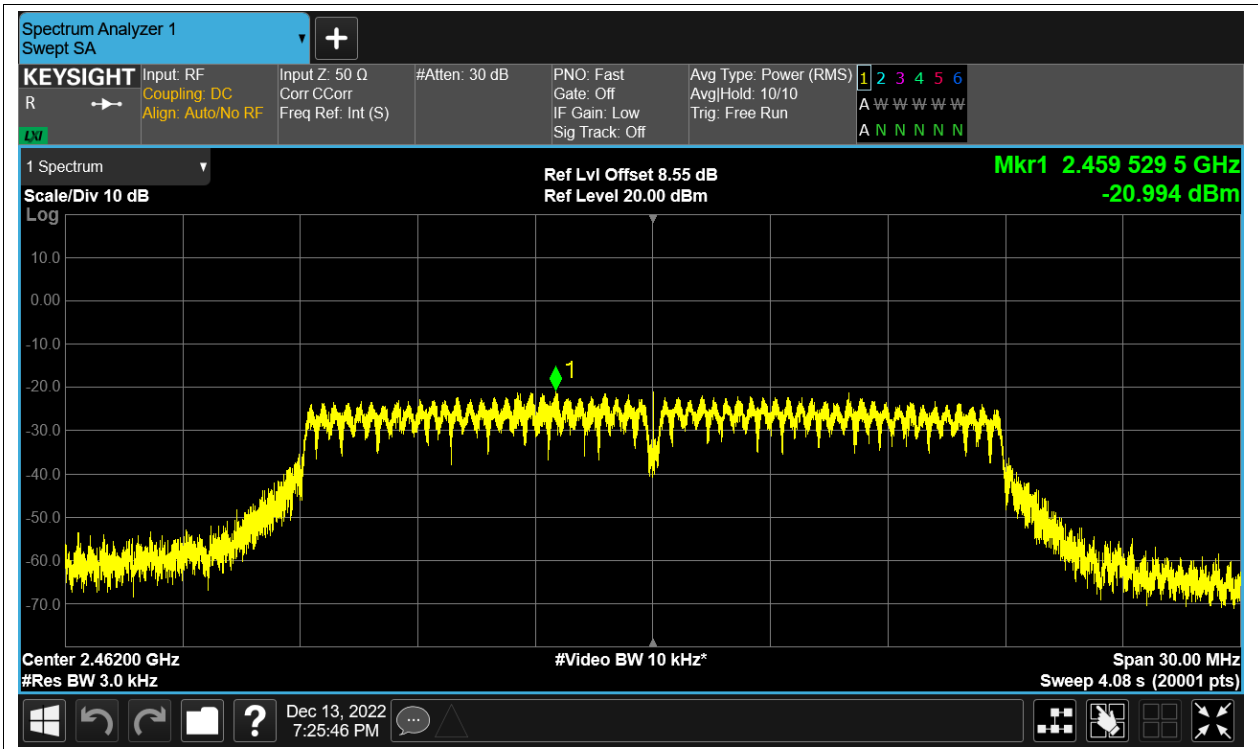 Spectrum Analyzer 1
Swept SA
KEYSIGHT
R
LXI
Input: RF
Coupling: DC
Align: Auto/No RF
Input Z: 50 Ω
Corr CCorr
Freq Ref: Int (S)
#Atten: 30 dB
PNO: Fast
Gate: Off
IF Gain: Low
Sig Track: Off
Avg Type: Power (RMS)
Avg|Hold: 10/10
Trig: Free Run
1 2 3 4 5 6
A W W W W W
A N N N N N
1 Spectrum
Scale/Div 10 dB
Log
Ref Lvl Offset 8.55 dB
Ref Level 20.00 dBm
Mkr1 2.459 529 5 GHz
-20.994 dBm
10.0
0.00
-10.0
-20.0
-30.0
-40.0
-50.0
-60.0
-70.0
1
Center 2.46200 GHz
#Res BW 3.0 kHz
#Video BW 10 kHz*
Span 30.00 MHz
Sweep 4.08 s (20001 pts)
?
Dec 13, 2022
7:25:46 PM